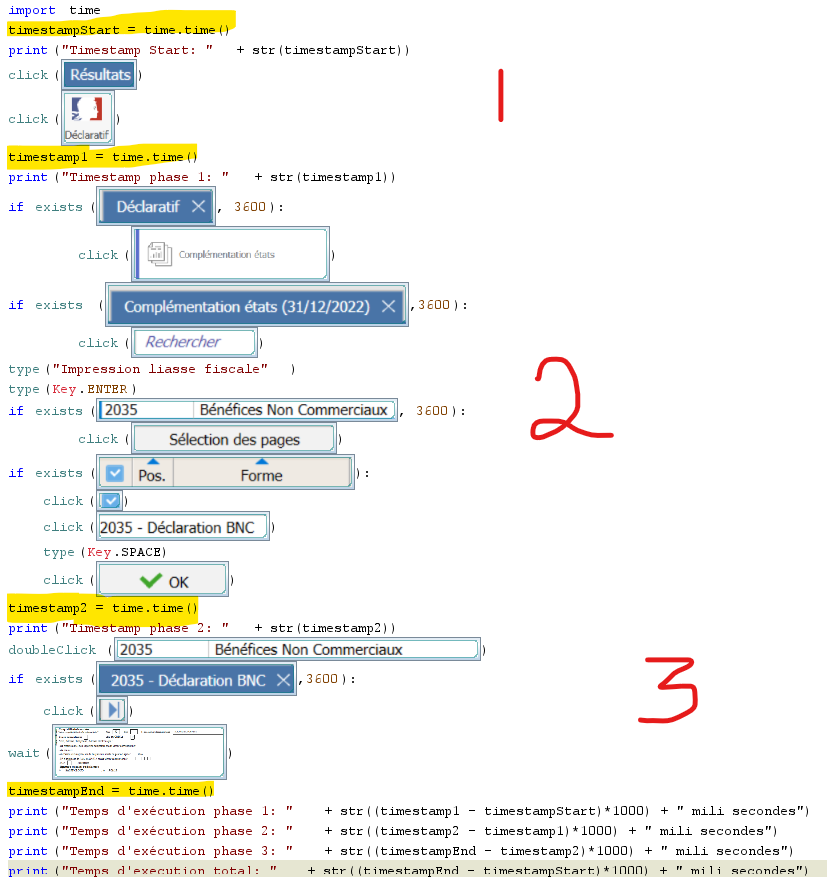 import time
timestampStart = time.time()
print ("Timestamp Start: " + str(timestampStart))
click ( Résultats )
click ( Déclaratif )
1
timestamp1 = time.time()
print ("Timestamp phase 1: " + str(timestamp1))
if exists ( Déclaratif × , 3600 ):
click ( Complémentation états )
if exists ( Complémentation états (31/12/2022) × ,3600 ):
click ( Rechercher )
type ("Impression liasse fiscale" )
type (Key.ENTER )
if exists ( 2035 Bénéfices Non Commerciaux , 3600 ):
click ( Sélection des pages )
2
if exists ( Pos. Forme ):
click ( )
click ( 2035 - Déclaration BNC )
type (Key.SPACE)
click ( OK )
timestamp2 = time.time()
print ("Timestamp phase 2: " + str(timestamp2))
doubleClick ( 2035 Bénéfices Non Commerciaux )
if exists ( 2035 - Déclaration BNC × ,3600 ):
3
click ( )
wait ( )
timestampEnd = time.time()
print ("Temps d'exécution phase 1: " + str((timestamp1 - timestampStart)*1000) + " mili secondes")
print ("Temps d'exécution phase 2: " + str((timestamp2 - timestamp1)*1000) + " mili secondes")
print ("Temps d'exécution phase 3: " + str((timestampEnd - timestamp2)*1000) + " mili secondes")
print ("Temps d'execution total: " + str((timestampEnd - timestampStart)*1000) + " mili secondes")